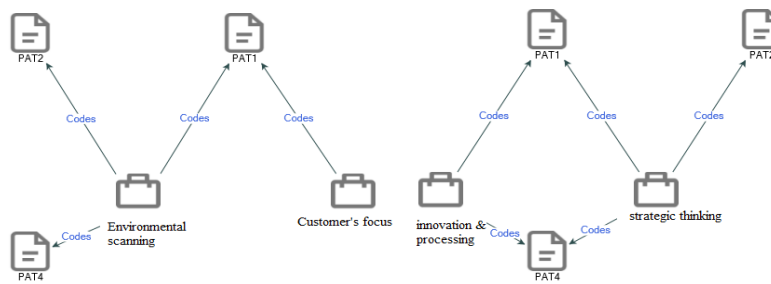 PAT2
PAT1
PAT1
PAT2
Codes
Codes
Codes
Codes
Codes
Codes
Environmental
scanning
Customer's focus
innovation &
processing
strategic thinking
Codes
Codes
Codes
PAT4
PAT4